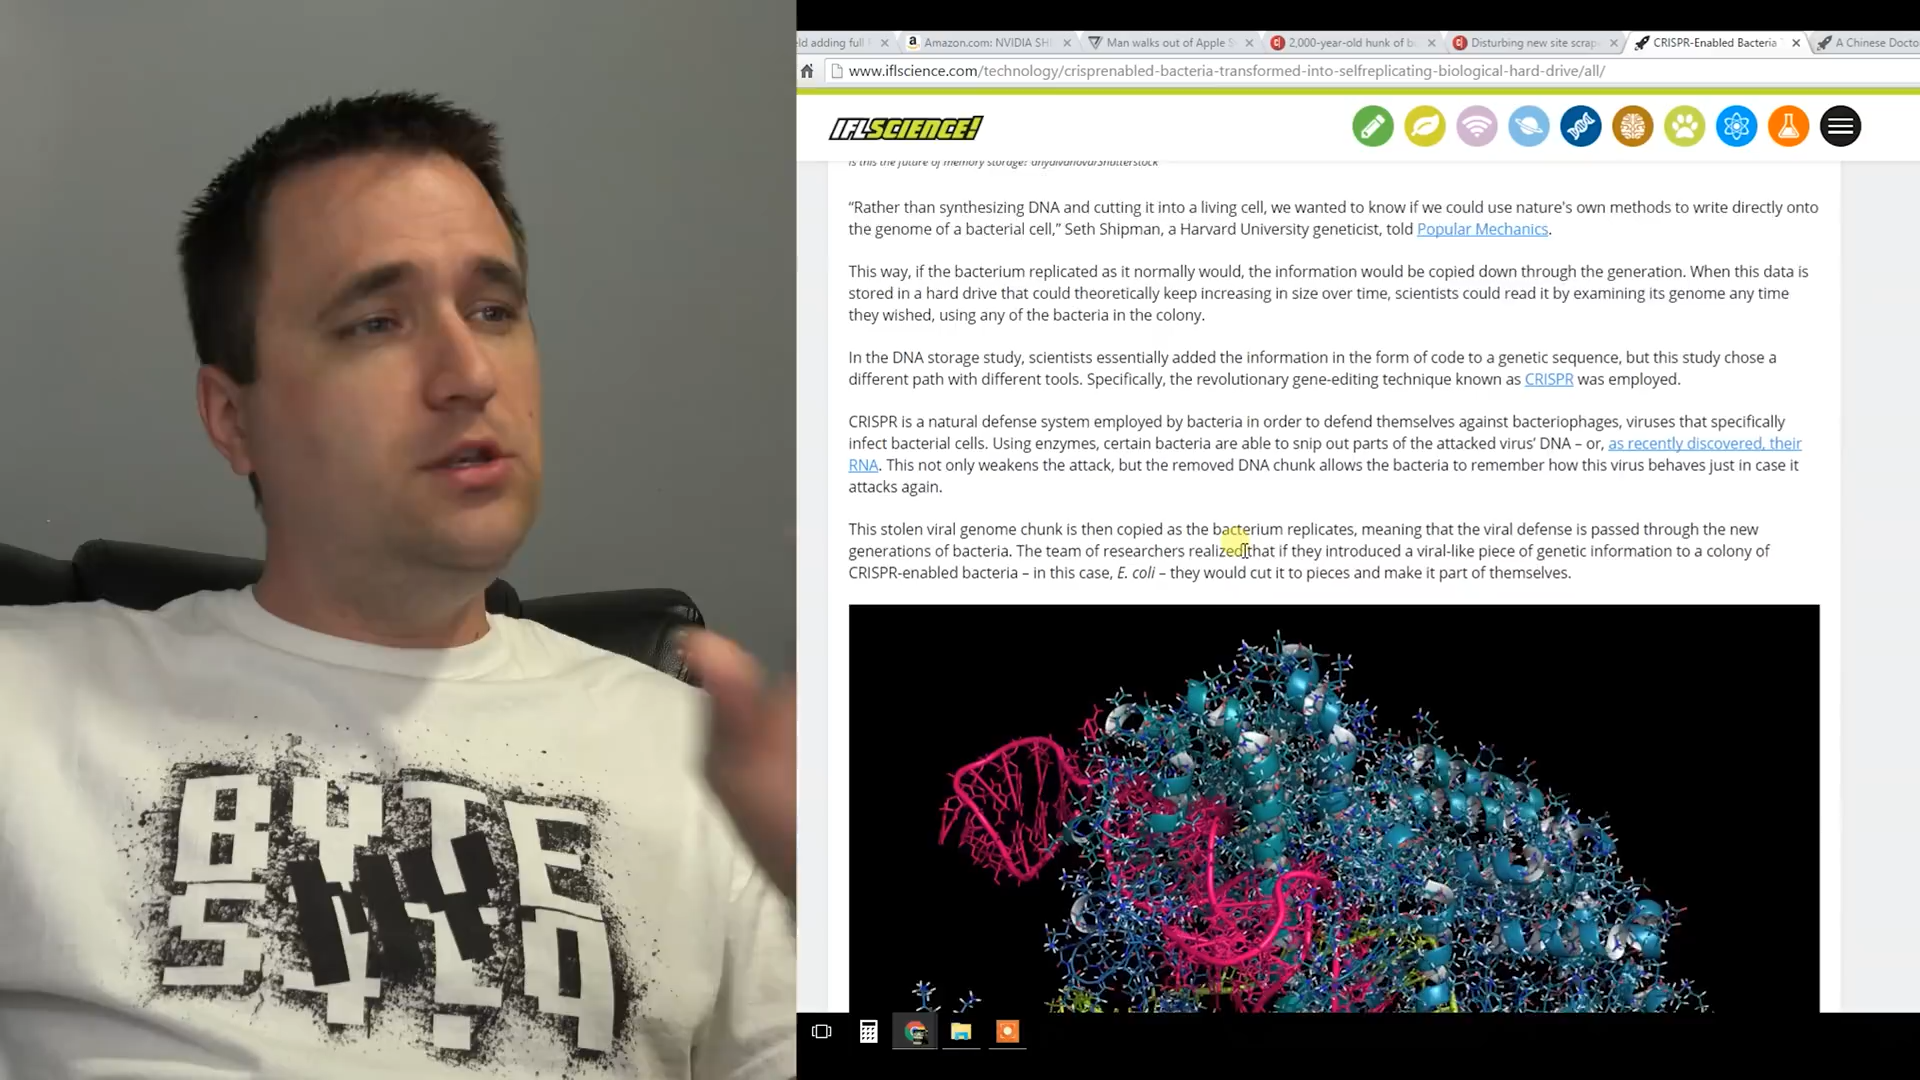 ld adding full
Amazon.com: NVIDIA SHI
Man walks out of Apple S
2,000-year-old hunk of b
Disturbing new site scrap
CRISPR-Enabled Bacteria
A Chinese Docto
www.iflscience.com/technology/crisprenabled-bacteria-transformed-into-selfreplicating-biological-hard-drive/all/
IFLSCIENCE!
Is this the future of memory storage? anyaivanova/Shutterstock
“Rather than synthesizing DNA and cutting it into a living cell, we wanted to know if we could use nature's own methods to write directly onto
the genome of a bacterial cell,” Seth Shipman, a Harvard University geneticist, told Popular Mechanics.
This way, if the bacterium replicated as it normally would, the information would be copied down through the generation. When this data is
stored in a hard drive that could theoretically keep increasing in size over time, scientists could read it by examining its genome any time
they wished, using any of the bacteria in the colony.
In the DNA storage study, scientists essentially added the information in the form of code to a genetic sequence, but this study chose a
different path with different tools. Specifically, the revolutionary gene-editing technique known as CRISPR was employed.
CRISPR is a natural defense system employed by bacteria in order to defend themselves against bacteriophages, viruses that specifically
infect bacterial cells. Using enzymes, certain bacteria are able to snip out parts of the attacked virus’ DNA – or, as recently discovered, their
RNA. This not only weakens the attack, but the removed DNA chunk allows the bacteria to remember how this virus behaves just in case it
attacks again.
This stolen viral genome chunk is then copied as the bacterium replicates, meaning that the viral defense is passed through the new
generations of bacteria. The team of researchers realized that if they introduced a viral-like piece of genetic information to a colony of
CRISPR-enabled bacteria – in this case, E. coli – they would cut it to pieces and make it part of themselves.
BYTE
MY